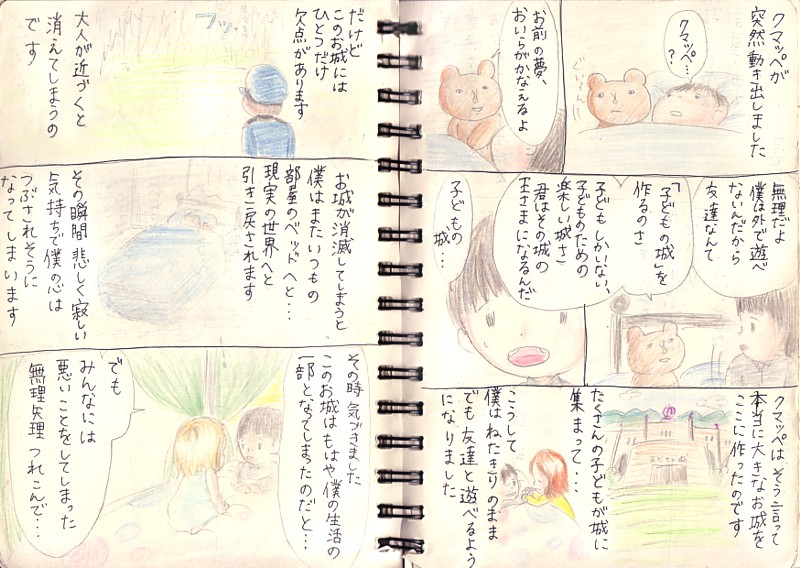 クマッペが
突然動き出しました
クマッペ…
?
ぐいーん
お前の夢、
おいらがかなえるよ
無理だよ
僕は外で遊べ
ないんだから
友達なんて
「子どもの城」を
作るのさ
子どもしかいない、
子どものための
楽しい城さ
君はその城の
王さまになるんだ
子どもの
城…
クマッペはそう言って
本当に大きなお城を
ここに作ったのです
たくさんの子どもが城に
集まって…
こうして
僕はねたきりのまま
でも友達と遊べるよう
になりました
だけど
このお城には
ひとつだけ
欠点があります
フッ…
大人が近づくと
消えてしまうの
です
お城が消滅してしまうと
僕はまたいつもの
部屋のベッドへと…
現実の世界へと
引き戻されます
その瞬間悲しく寂しい
気持ちで僕の心は
つぶされそうに
なってしまいます
その時気づきました
このお城はもはや僕の生活の
一部となってしまったのだと…
でも
みんなには
悪いことをしてしまった
無理矢理つれこんで…